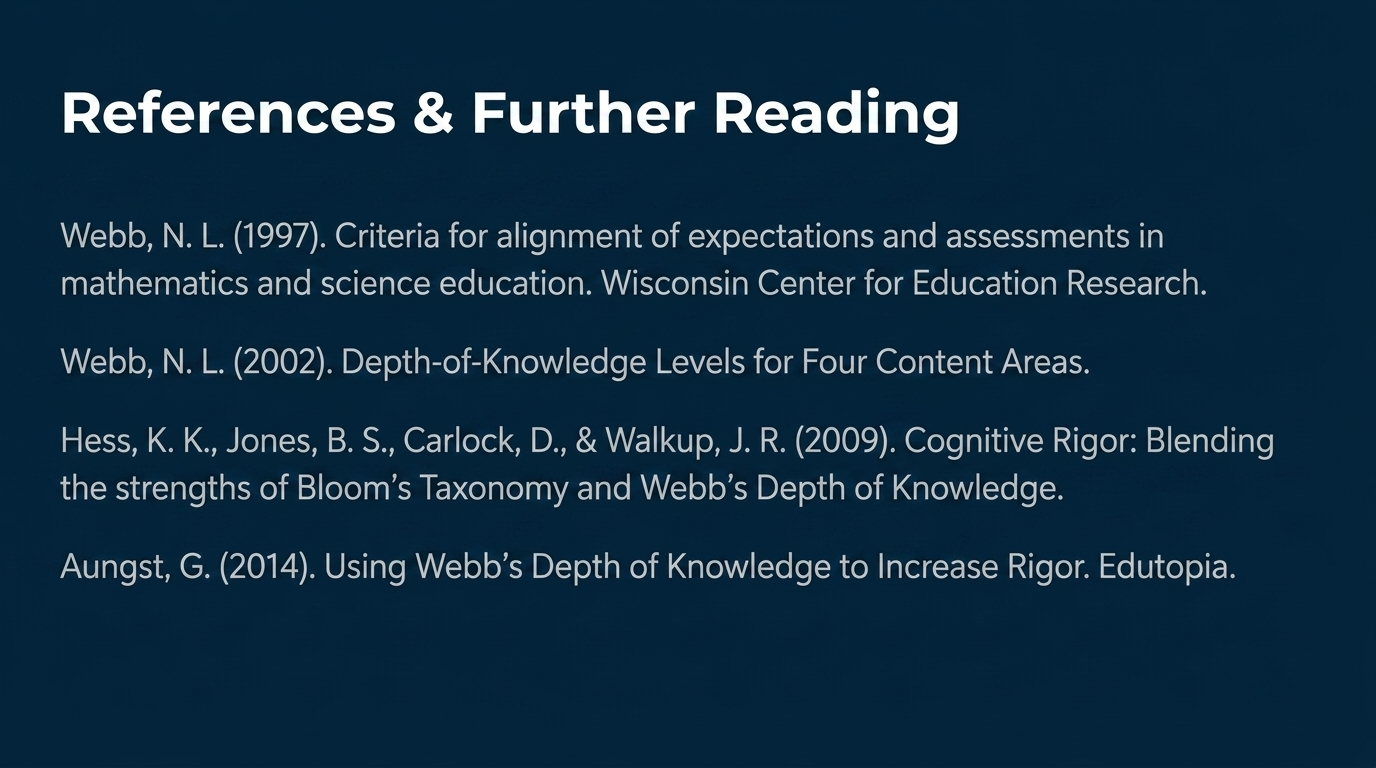 References & Further Reading
Webb, N. L. (1997). Criteria for alignment of expectations and assessments in
mathematics and science education. Wisconsin Center for Education Research.
Webb, N. L. (2002). Depth-of-Knowledge Levels for Four Content Areas.
Hess, K. K., Jones, B. S., Carlock, D., & Walkup, J. R. (2009). Cognitive Rigor: Blending
the strengths of Bloom’s Taxonomy and Webb’s Depth of Knowledge.
Aungst, G. (2014). Using Webb’s Depth of Knowledge to Increase Rigor. Edutopia.